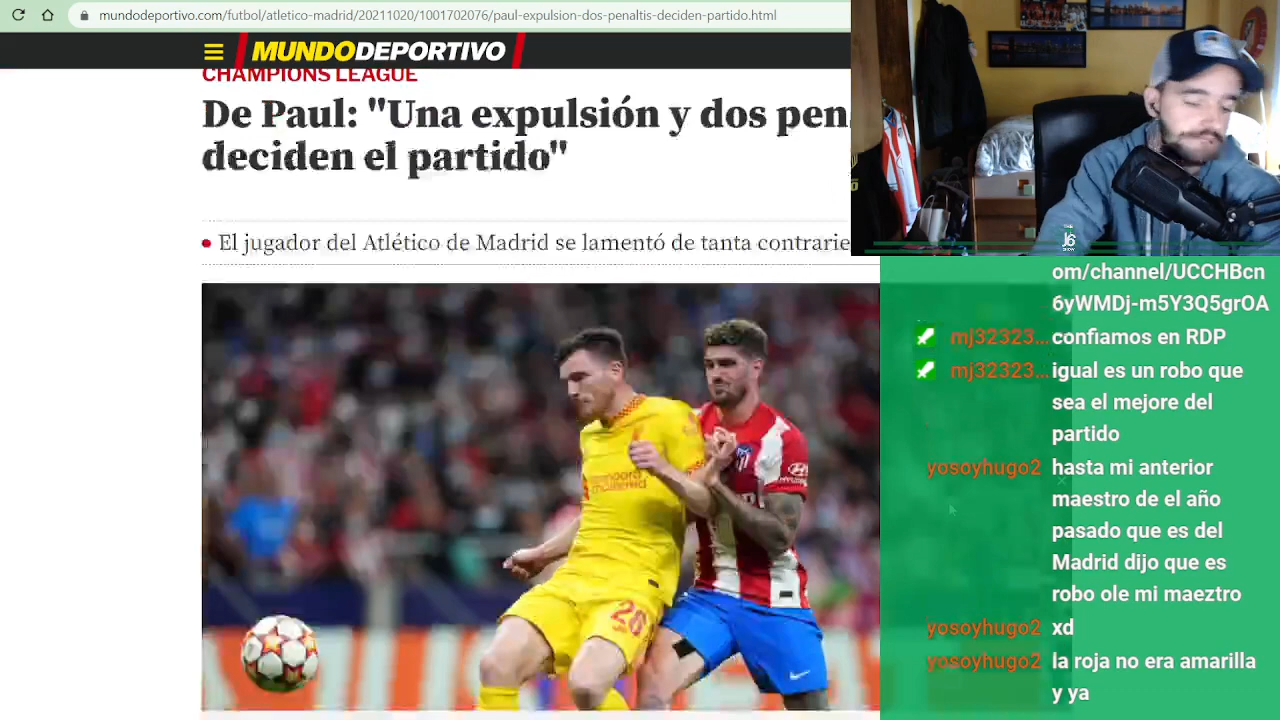 mundodeportivo.com/futbol/atletico-madrid/20211020/1001702076/paul-expulsion-dos-penaltis-deciden-partido.html
MUNDODEPORTIVO
CHAMPIONS LEAGUE
De Paul: "Una expulsión y dos pen
deciden el partido"
El jugador del Atlético de Madrid se lamentó de tanta contrarie
om/channel/UCCHBcn
6yWMDj-m5Y3Q5grOA
mj32323... confiamos en RDP
mj32323... igual es un robo que
sea el mejore del
partido
yosoyhugo2 hasta mi anterior
maestro de el año
pasado que es del
Madrid dijo que es
robo ole mi maeztro
yosoyhugo2 xd
yosoyhugo2 la roja no era amarilla
y ya
26
J6